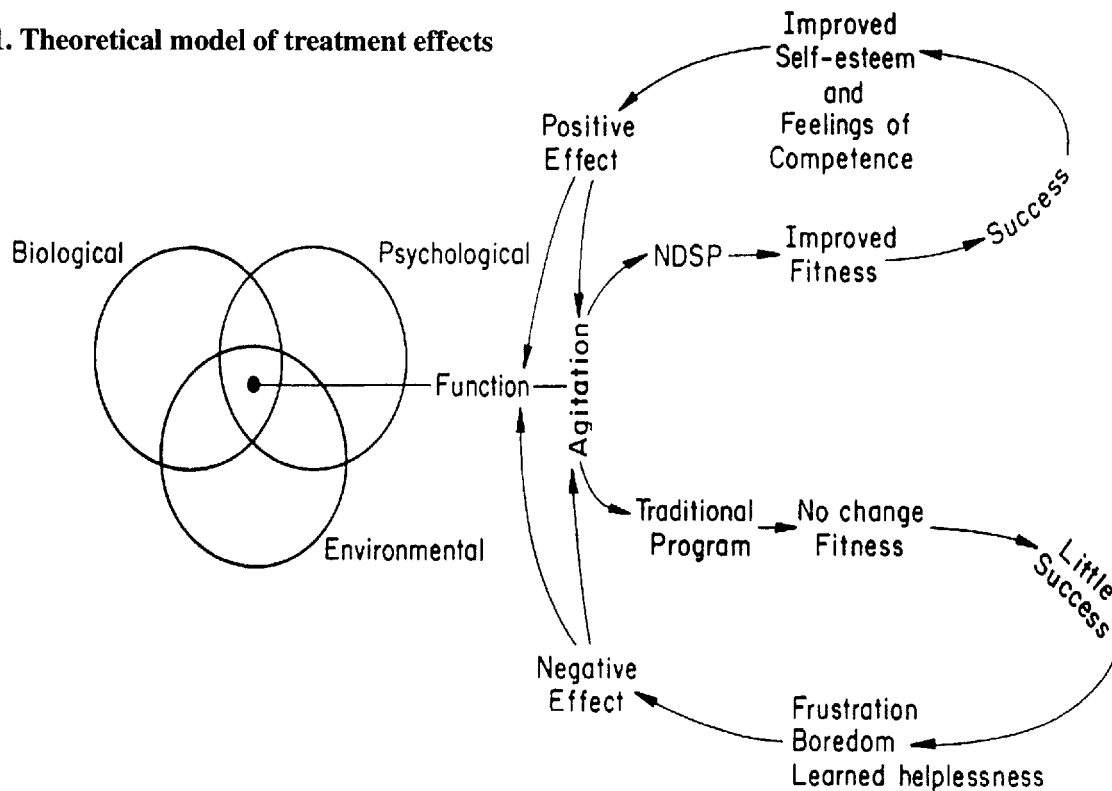 1. Theoretical model of treatment effects
Improved
Self-esteem
and
Feelings of
Competence
Positive
Effect
Success
Biological
Psychological
NDSP
Improved
Fitness
Function
Agitation
Traditional
Program
No change
Fitness
Environmental
Little
Success
Negative
Effect
Frustration
Boredom
Learned helplessness